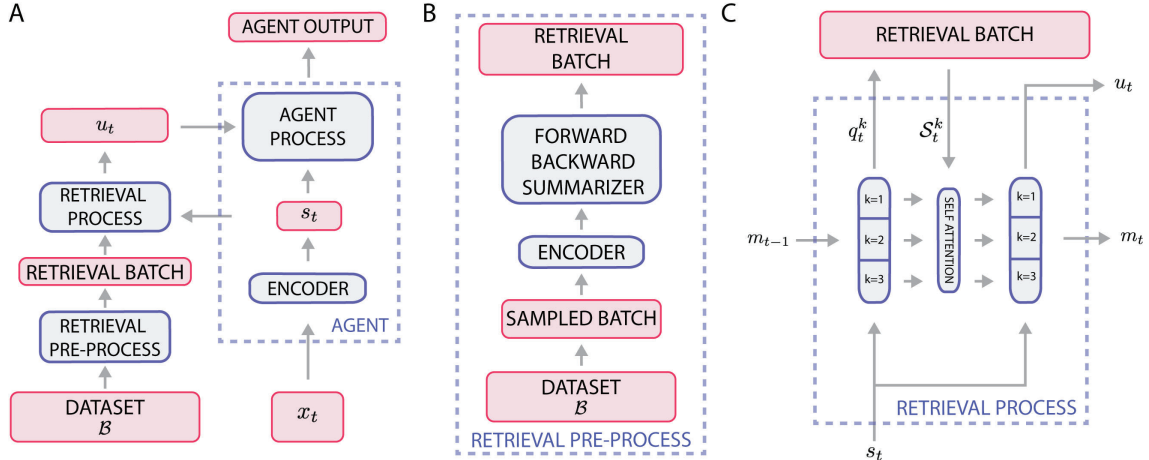 A
AGENT OUTPUT
AGENT
PROCESS
u_t
RETRIEVAL
PROCESS
s_t
RETRIEVAL BATCH
ENCODER
RETRIEVAL
PRE-PROCESS
AGENT
DATASET
ℬ
x_t
B
RETRIEVAL
BATCH
FORWARD
BACKWARD
SUMMARIZER
ENCODER
SAMPLED BATCH
DATASET
ℬ
RETRIEVAL PRE-PROCESS
C
RETRIEVAL BATCH
u_t
q_t^k
𝒮_t^k
k=1
k=2
k=3
SELF ATTENTION
k=1
k=2
k=3
m_{t-1}
m_t
RETRIEVAL PROCESS
s_t